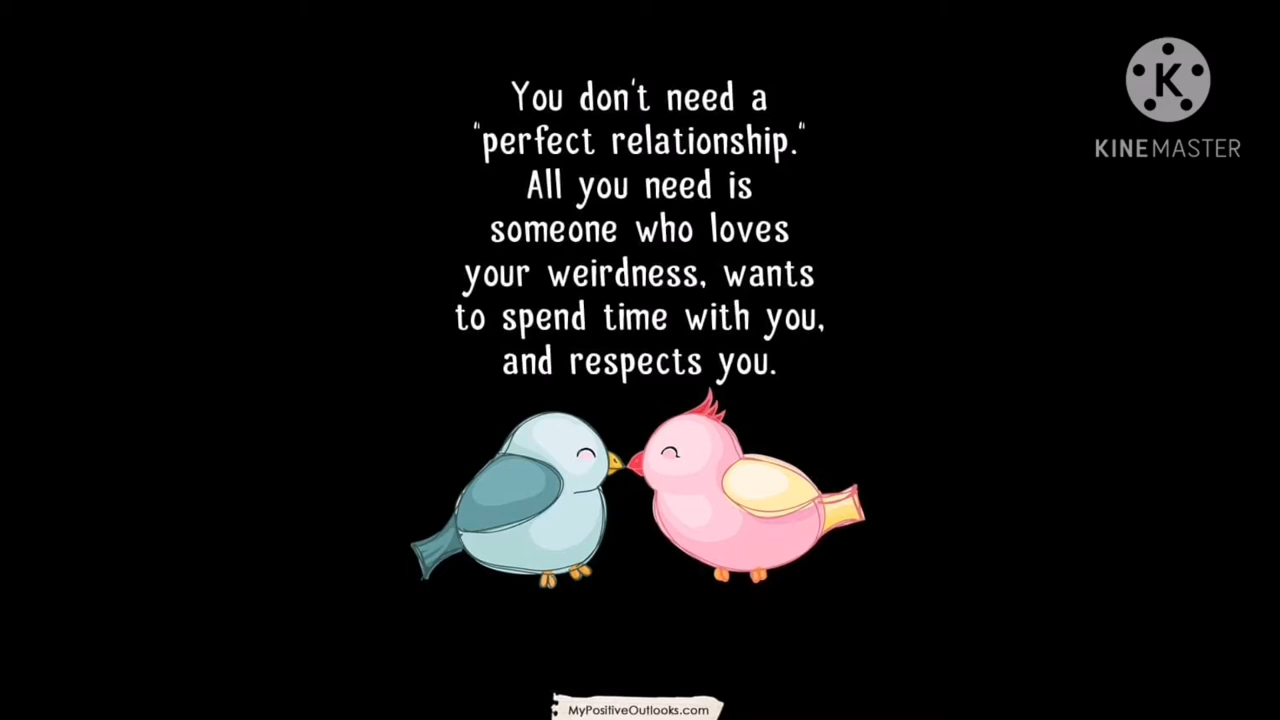 You don't need a
"perfect relationship."
All you need is
someone who loves
your weirdness, wants
to spend time with you,
and respects you.
K
KINEMASTER
MyPositiveOutlooks.com